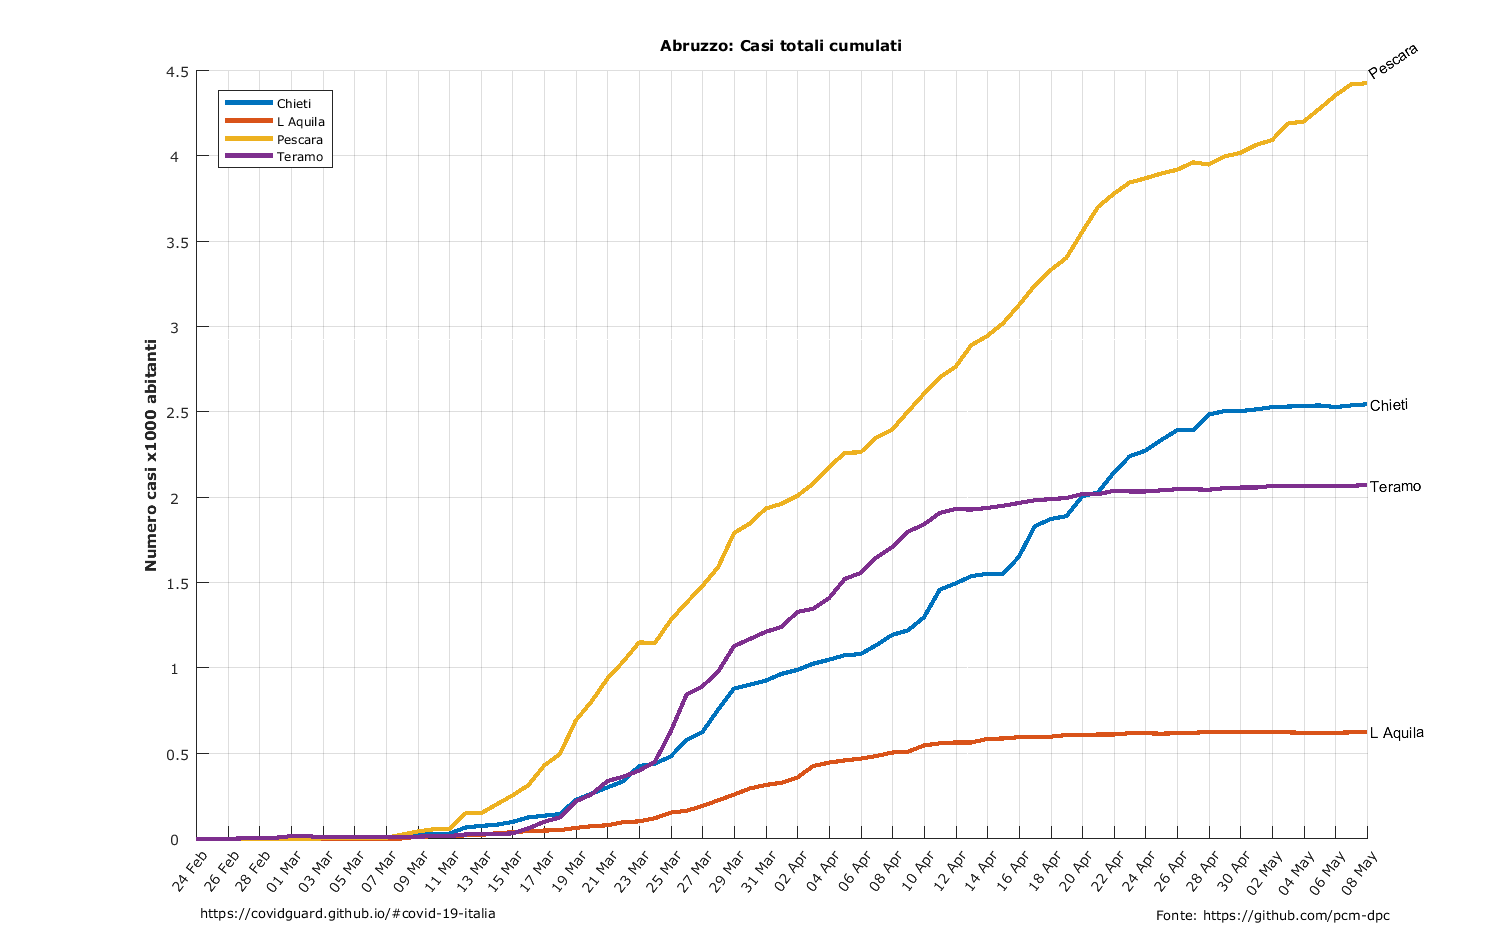 Abruzzo: Casi totali cumulati
Pescara
4.5
Chieti
L Aquila
Pescara
Teramo
4
3.5
3
2.5
Chieti
2
Teramo
1.5
1
L Aquila
0.5
0
Numero casi x1000 abitanti
24 Feb
26 Feb
28 Feb
01 Mar
03 Mar
05 Mar
07 Mar
09 Mar
11 Mar
13 Mar
15 Mar
17 Mar
19 Mar
21 Mar
23 Mar
25 Mar
27 Mar
29 Mar
31 Mar
02 Apr
04 Apr
06 Apr
08 Apr
10 Apr
12 Apr
14 Apr
16 Apr
18 Apr
20 Apr
22 Apr
24 Apr
26 Apr
28 Apr
30 Apr
02 May
04 May
06 May
08 May
https://covidguard.github.io/#covid-19-italia
Fonte: https://github.com/pcm-dpc